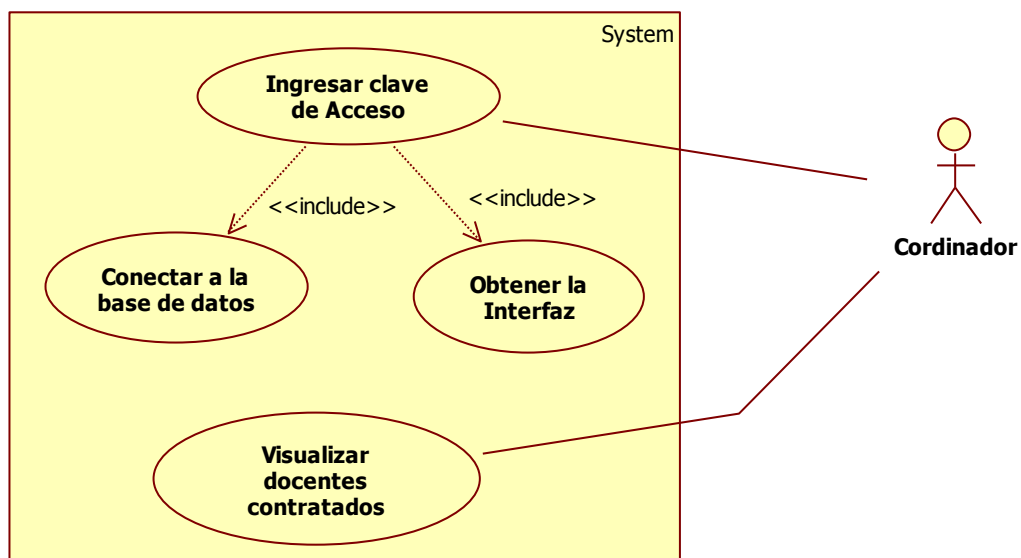 System
Ingresar clave
de Acceso
<<include>>
<<include>>
Cordinador
Conectar a la
base de datos
Obtener la
Interfaz
Visualizar
docentes
contratados